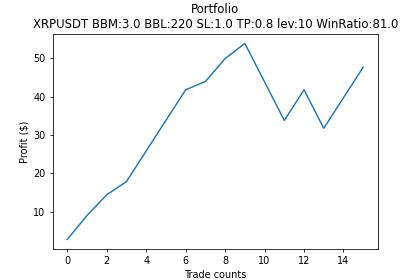 Portfolio
XRPUSDT BBM:3.0 BBL:220 SL:1.0 TP:0.8 lev:10 WinRatio:81.0
Profit ($)
50
40
30
20
10
0 2 4 6 8 10 12 14
Trade counts